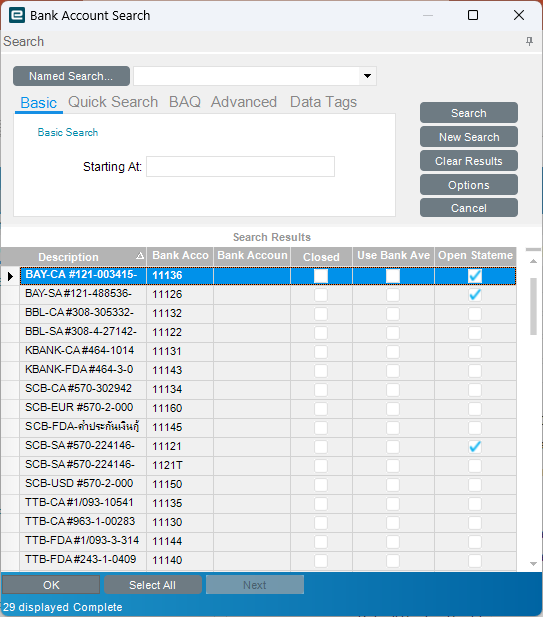 Bank Account Search
Search
Named Search...
Basic Quick Search BAQ Advanced Data Tags
Basic Search
Starting At:
Search
New Search
Clear Results
Options
Cancel
Search Results
Description Bank Acco Bank Accoun Closed Use Bank Ave Open Stateme
BAY-CA #121-003415- 11136
BAY-SA#121-488536- 11126
BBL-CA#308-305332- 11132
BBL-SA#308-4-27142- 11122
KBANK-CA#464-1014 11131
KBANK-FDA#464-3-0 11143
SCB-CA#570-302942 11134
SCB-EUR #570-2-000 11160
SCB-FDA-ค้ำประกันเงินกู้ 11145
SCB-SA#570-224146- 11121
SCB-SA#570-224146- 1121T
SCB-USD #570-2-000 11150
TTB-CA#1/093-10541 11135
TTB-CA#963-1-00283 11130
TTB-FDA#1/093-3-314 11144
TTB-FDA#243-1-0409 11140
OK Select All Next
29 displayed Complete